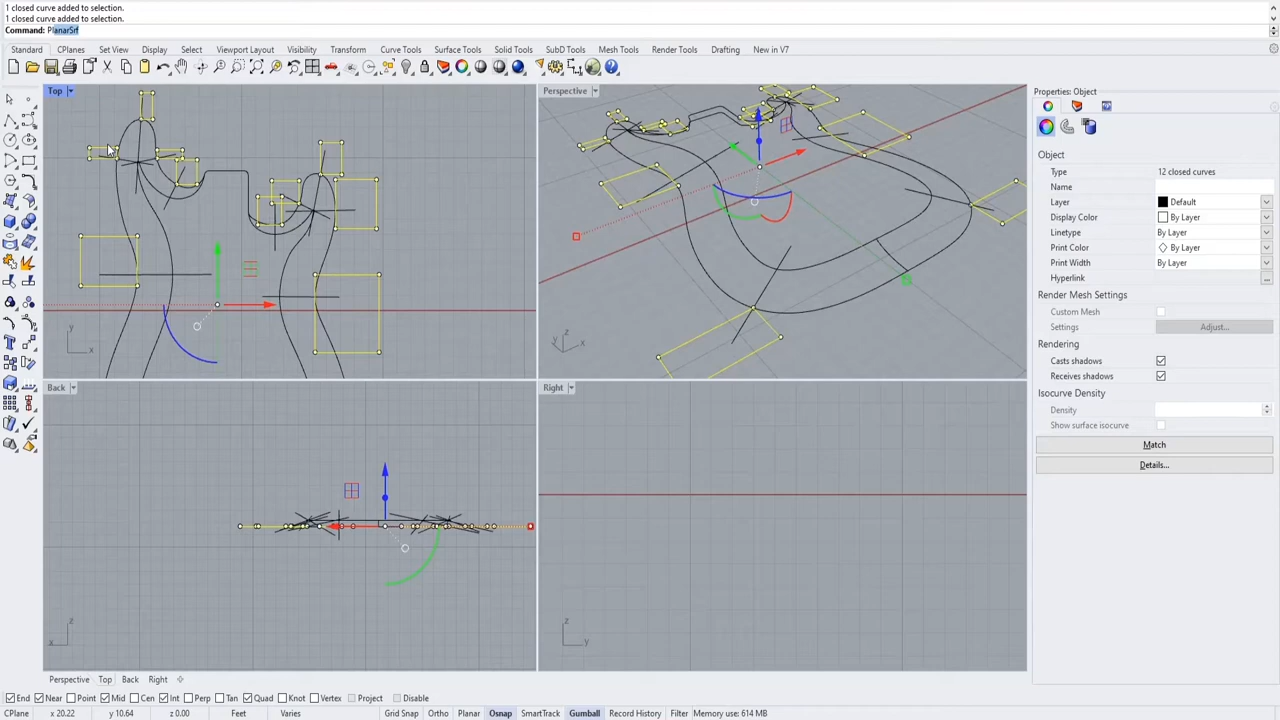 1 closed curve added to selection.
1 closed curve added to selection.
Command: PlanarSrf
Standard CPlanes Set View Display Select Viewport Layout Visibility Transform Curve Tools Surface Tools Solid Tools SubD Tools Mesh Tools Render Tools Drafting New in V7
Top
Perspective
Properties: Object
Object
Type 12 closed curves
Name
Layer Default
Display Color By Layer
Linetype By Layer
Print Color By Layer
Print Width By Layer
Hyperlink ...
Render Mesh Settings
Custom Mesh
Settings Adjust...
Rendering
Casts shadows
Receives shadows
Isocurve Density
Density
Show surface isocurve
Match
Details...
y
x
z
y
x
Back
Right
z
x
z
y
Perspective Top Back Right
End Near Point Mid Cen Int Perp Tan Quad Knot Vertex Project Disable
CPlane x 20.22 y 10.64 z 0.00 Feet Varies Grid Snap Ortho Planar Osnap SmartTrack Gumball Record History Filter Memory use: 614 MB